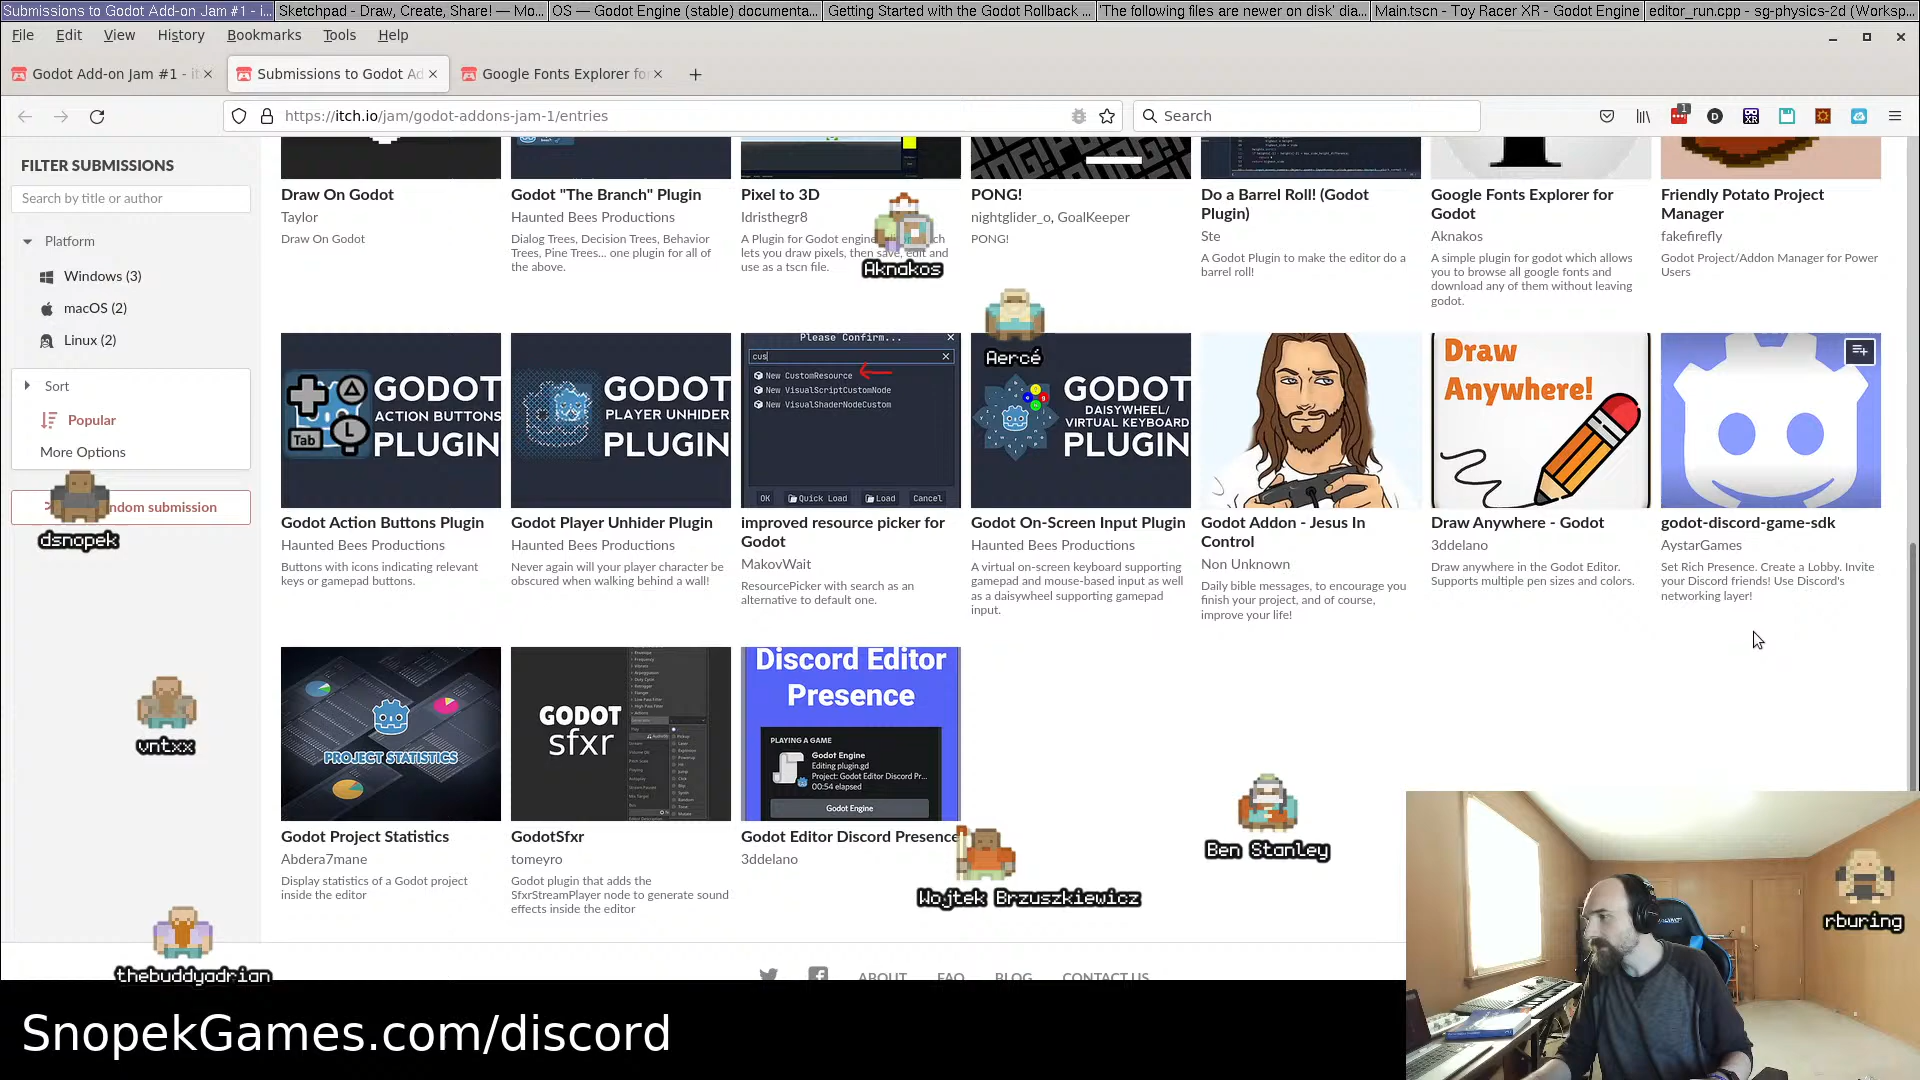 Submissions to Godot Add-on Jam #1 - i...
Sketchpad - Draw, Create, Share! — Mo...
OS — Godot Engine (stable) documenta...
Getting Started with the Godot Rollback ...
'The following files are newer on disk' dia...
Main.tscn - Toy Racer XR - Godot Engine
editor_run.cpp - sg-physics-2d (Worksp...
File Edit View History Bookmarks Tools Help
Godot Add-on Jam #1 - it
Submissions to Godot Ad
Google Fonts Explorer fo
https://itch.io/jam/godot-addons-jam-1/entries
Search
1
FILTER SUBMISSIONS
Search by title or author
Platform
Windows (3)
macOS (2)
Linux (2)
Sort
Popular
More Options
ndom submission
Draw On Godot
Taylor
Draw On Godot
Godot "The Branch" Plugin
Haunted Bees Productions
Dialog Trees, Decision Trees, Behavior
Trees, Pine Trees... one plugin for all of
the above.
Pixel to 3D
Idristhegr8
A Plugin for Godot engine
lets you draw pixels, then save, edit and
use as a tscn file.
PONG!
nightglider_o, GoalKeeper
PONG!
Do a Barrel Roll! (Godot
Plugin)
Ste
A Godot Plugin to make the editor do a
barrel roll!
Google Fonts Explorer for
Godot
Aknakos
A simple plugin for godot which allows
you to browse all google fonts and
download any of them without leaving
godot.
Friendly Potato Project
Manager
fakefirefly
Godot Project/Addon Manager for Power
Users
Aknakos
Aercé
GODOT
ACTION BUTTONS
PLUGIN
Tab
L
Godot Action Buttons Plugin
Haunted Bees Productions
Buttons with icons indicating relevant
keys or gamepad buttons.
GODOT
PLAYER UNHIDER
PLUGIN
Godot Player Unhider Plugin
Haunted Bees Productions
Never again will your player character be
obscured when walking behind a wall!
Please Confirm...
cus
New CustomResource
New VisualScriptCustomNode
New VisualShaderNodeCustom
OK Quick Load Load Cancel
improved resource picker for
Godot
MakovWait
ResourcePicker with search as an
alternative to default one.
GODOT
DAISYWHEEL/
VIRTUAL KEYBOARD
PLUGIN
Godot On-Screen Input Plugin
Haunted Bees Productions
A virtual on-screen keyboard supporting
gamepad and mouse-based input as well
as a daisywheel supporting gamepad
input.
Godot Addon - Jesus In
Control
Non Unknown
Daily bible messages, to encourage you
finish your project, and of course,
improve your life!
Draw
Anywhere!
Draw Anywhere - Godot
3ddelano
Draw anywhere in the Godot Editor.
Supports multiple pen sizes and colors.
godot-discord-game-sdk
AystarGames
Set Rich Presence. Create a Lobby. Invite
your Discord friends! Use Discord's
networking layer!
dsnopek
vntxx
PROJECT STATISTICS
Godot Project Statistics
Abdera7mane
Display statistics of a Godot project
inside the editor
GODOT
sfxr
GodotSfxr
tomeyro
Godot plugin that adds the
SfxrStreamPlayer node to generate sound
effects inside the editor
Discord Editor
Presence
PLAYING A GAME
Godot Engine
Editing plugin.gd
Project: Godot Editor Discord Pr...
00:54 elapsed
Godot Engine
Godot Editor Discord Presence
3ddelano
Wojtek Brzuszkiewicz
Ben Stanley
rburing
thebuddyadrian
ABOUT FAQ BLOG CONTACT US
SnopekGames.com/discord